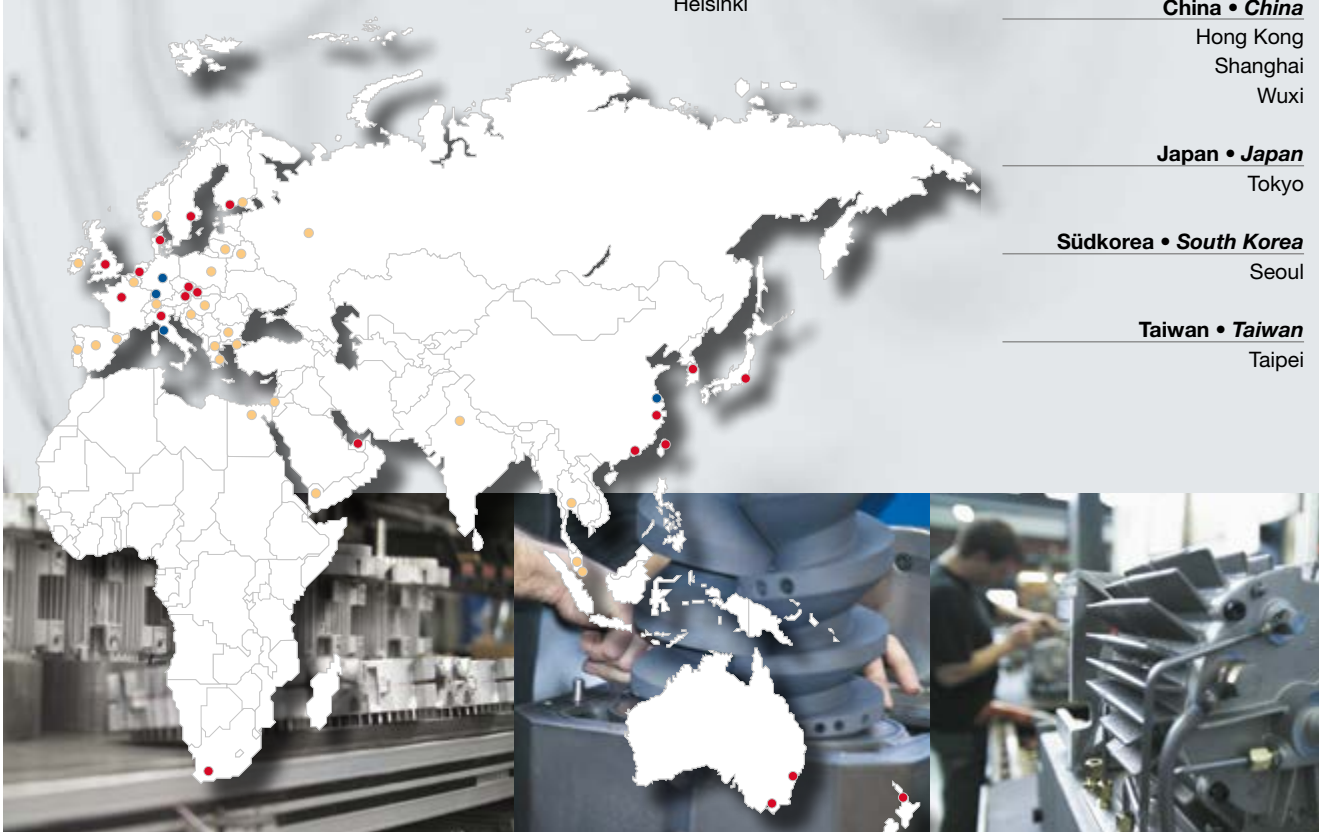 Helsinki
China • China
Hong Kong
Shanghai
Wuxi
Japan • Japan
Tokyo
Südkorea • South Korea
Seoul
Taiwan • Taiwan
Taipei